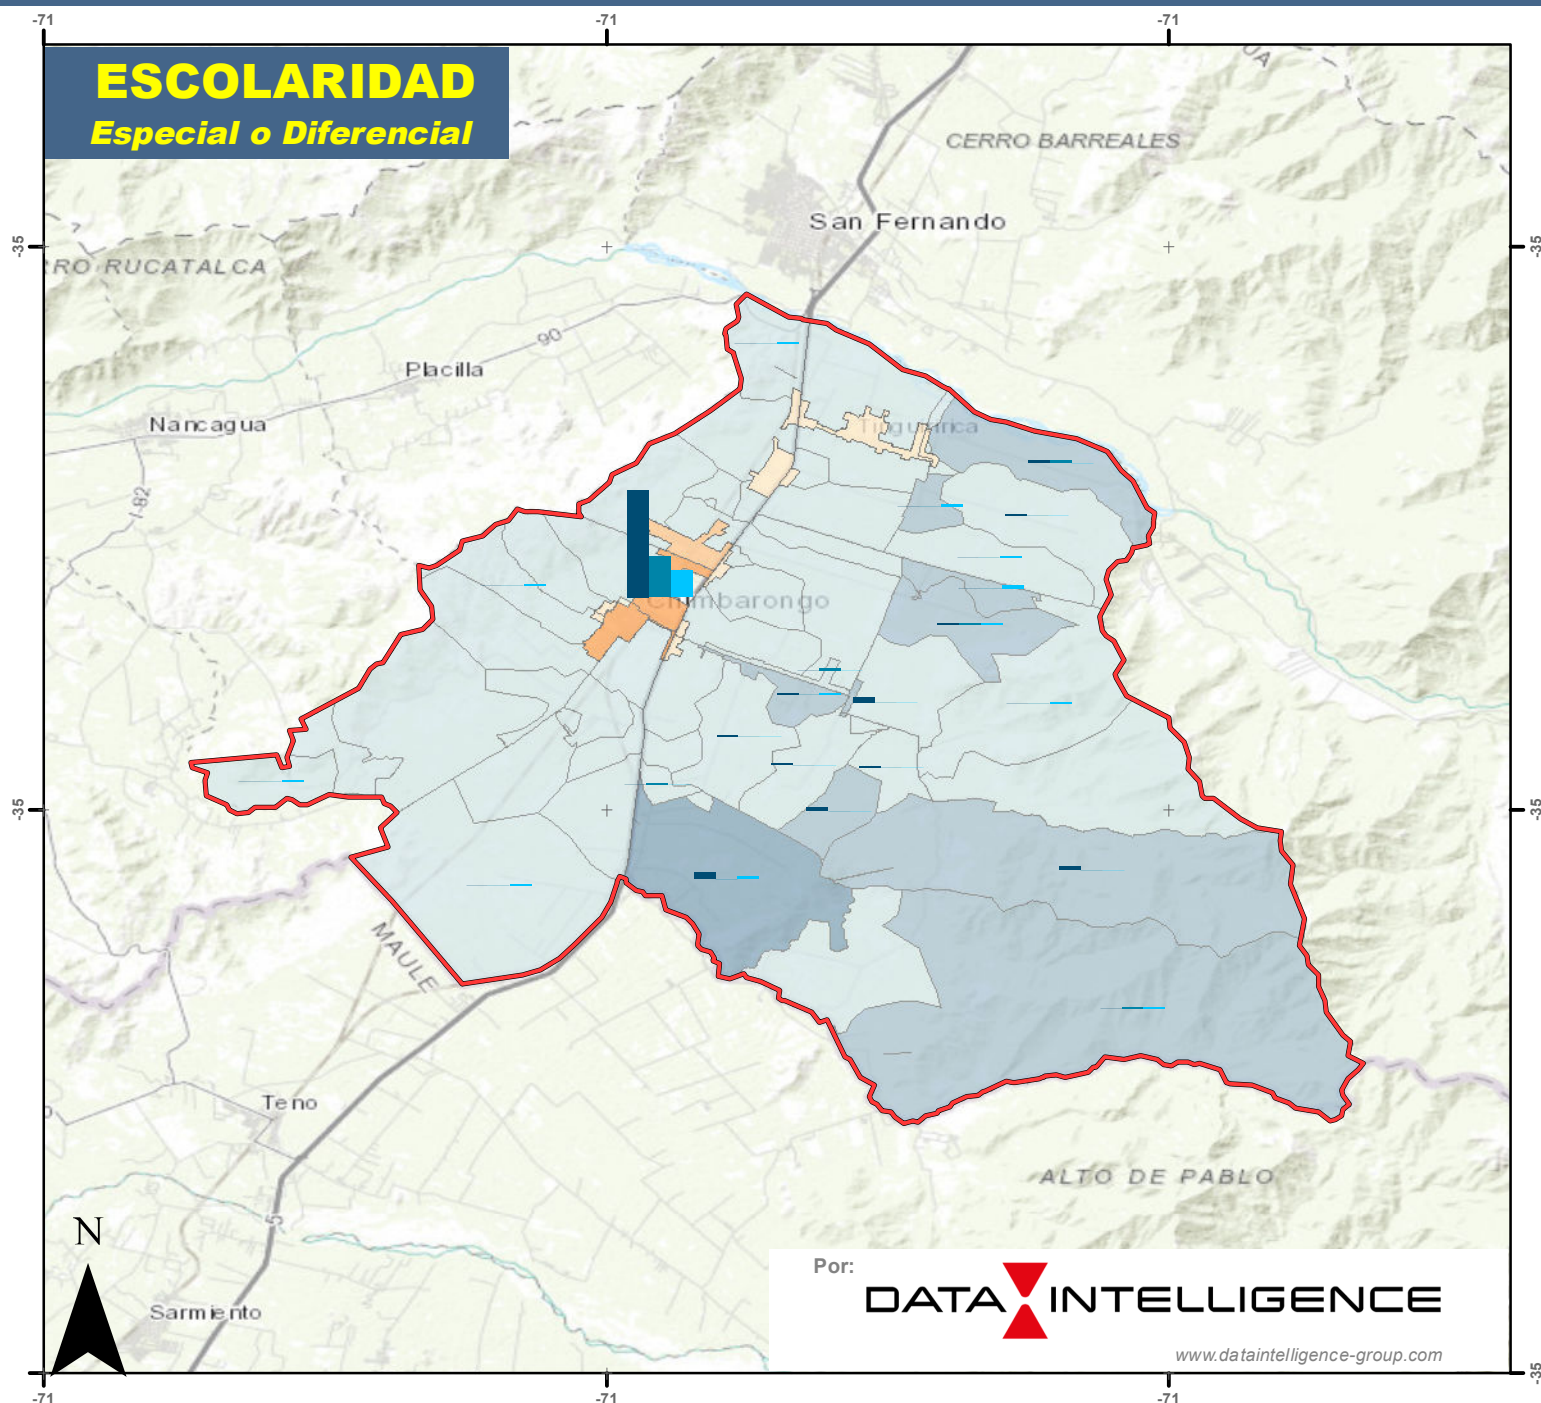 -71
-71
-71
ESCOLARIDAD
Especial o Diferencial
UA
CERRO BARREALES
San Fernando
-35
-35
RO RUCATALCA
90
Placilla
Nancagua
Tinguiririca
I-82
Chimbarongo
-35
-35
MAULE
Teno
ALTO DE PABLO
5
N
Sarmiento
Por:
DATA INTELLIGENCE
www.dataintelligence-group.com
-35
-71
-71
-71